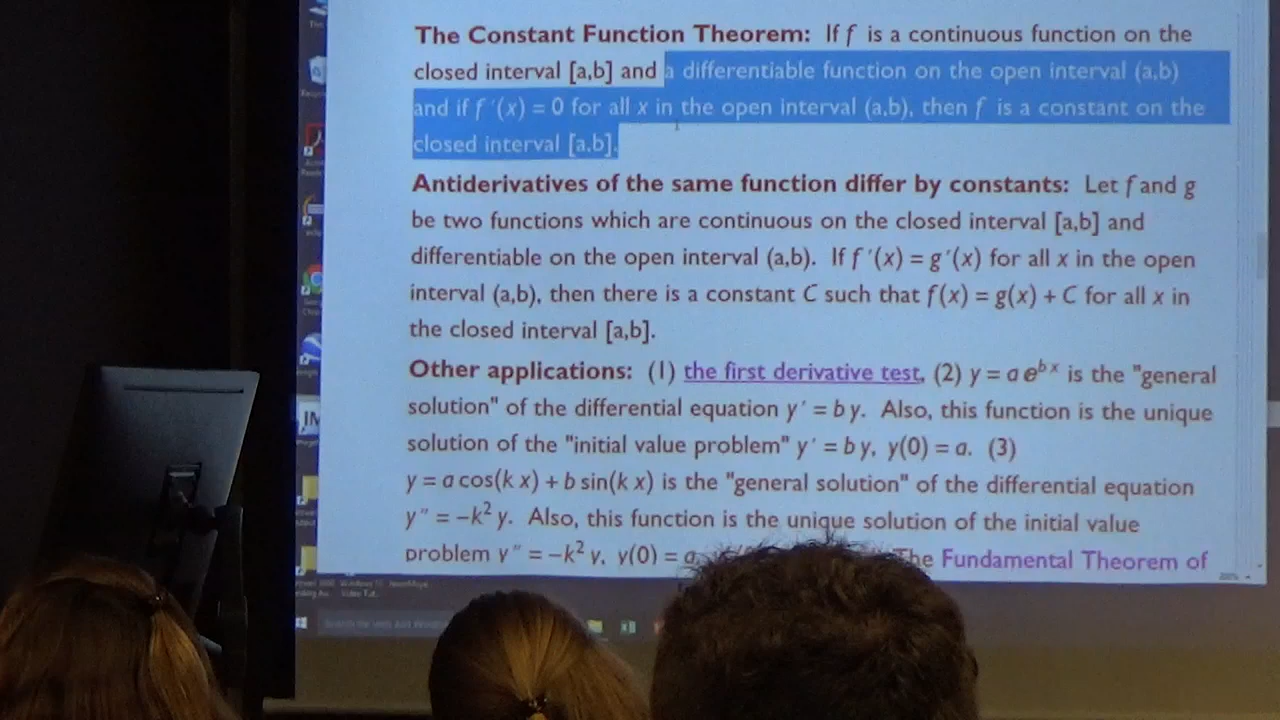 The Constant Function Theorem: If f is a continuous function on the
closed interval [a,b] and a differentiable function on the open interval (a,b)
and if f ′(x) = 0 for all x in the open interval (a,b), then f is a constant on the
closed interval [a,b].
Antiderivatives of the same function differ by constants: Let f and g
be two functions which are continuous on the closed interval [a,b] and
differentiable on the open interval (a,b). If f ′(x) = g ′(x) for all x in the open
interval (a,b), then there is a constant C such that f(x) = g(x) + C for all x in
the closed interval [a,b].
Other applications: (1) the first derivative test, (2) y = a e^{b x} is the "general
solution" of the differential equation y ′ = b y. Also, this function is the unique
solution of the "initial value problem" y ′ = b y, y(0) = a. (3)
y = a cos(k x) + b sin(k x) is the "general solution" of the differential equation
y ″ = −k² y. Also, this function is the unique solution of the initial value
problem y ″ = −k² y, y(0) = a, The Fundamental Theorem of